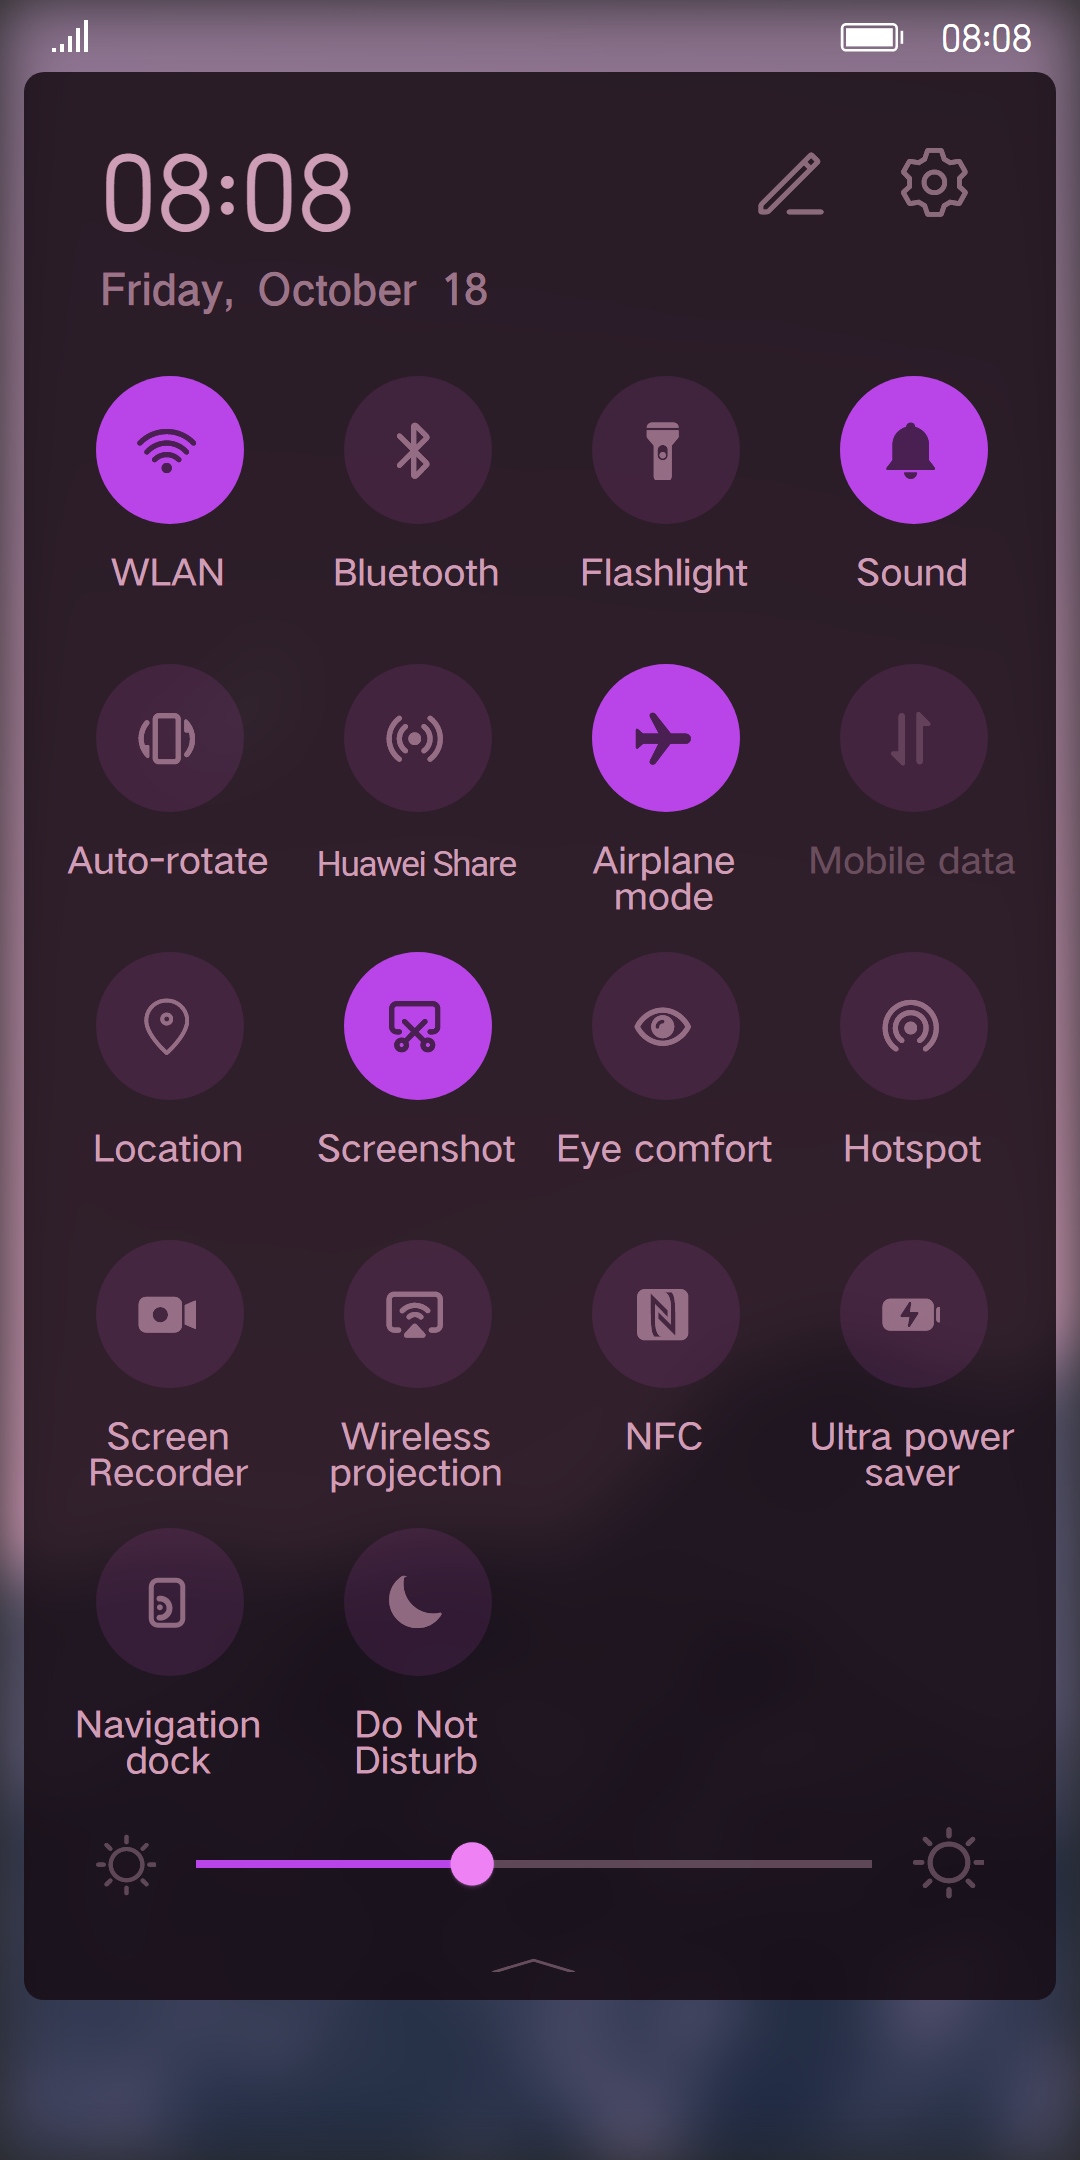 08:08
08:08
Friday, October 18
WLAN Bluetooth Flashlight Sound
Auto-rotate Huawei Share Airplane mode Mobile data
Location Screenshot Eye comfort Hotspot
Screen Recorder Wireless projection NFC Ultra power saver
Navigation dock Do Not Disturb